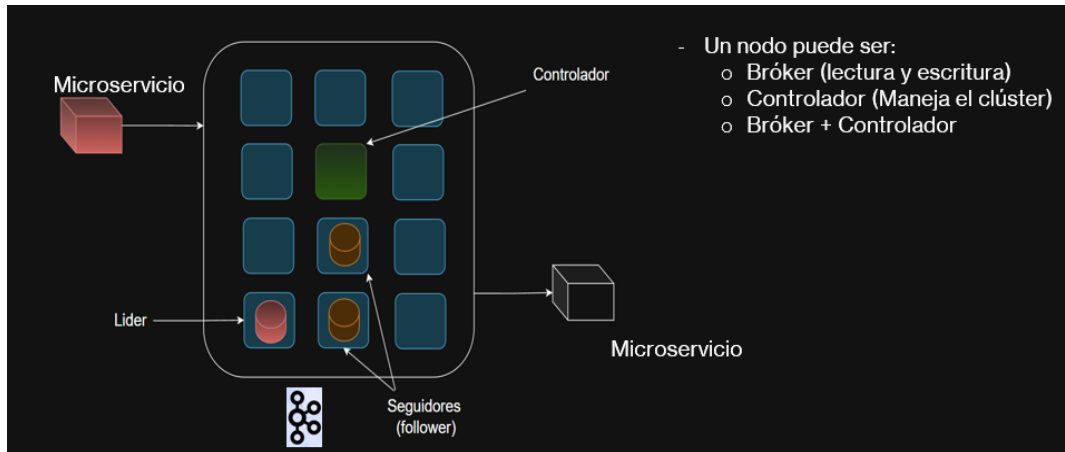 Microservicio
Controlador
Lider
Seguidores
(follower)
Microservicio
- Un nodo puede ser:
o Bróker (lectura y escritura)
o Controlador (Maneja el clúster)
o Bróker + Controlador